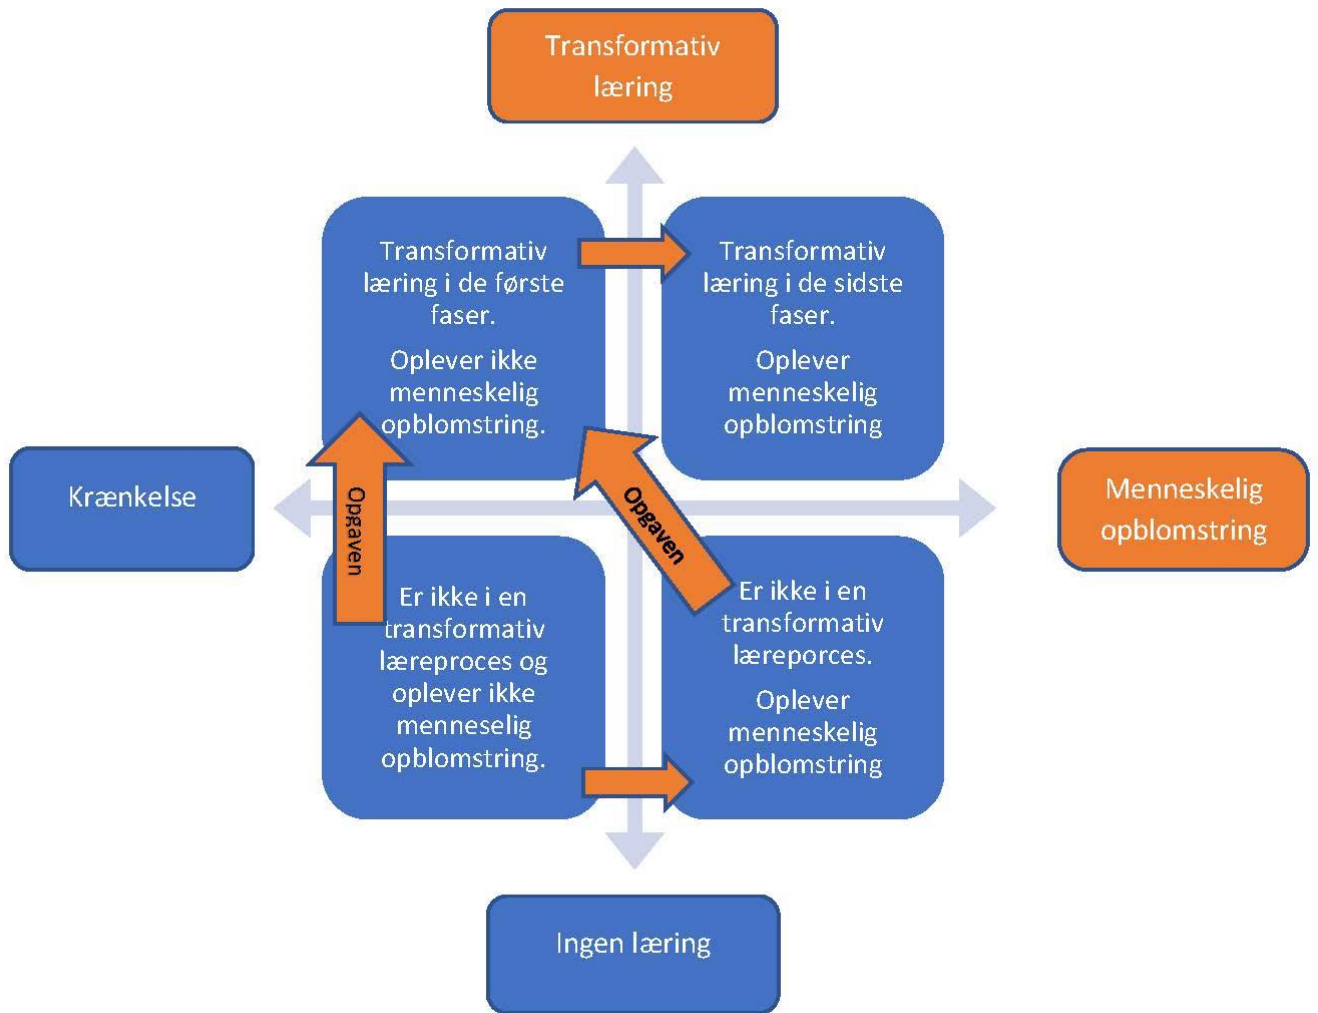 Transformativ
læring
Transformativ
læring i de første
faser.
Oplever ikke
menneskelig
opblomstring.
Transformativ
læring i de sidste
faser.
Oplever
menneskelig
opblomstring
Krænkelse
Menneskelig
opblomstring
Opgaven
Opgaven
Er ikke i en
transformativ
læreproces og
oplever ikke
menneselig
opblomstring.
Er ikke i en
transformativ
læreporces.
Oplever
menneskelig
opblomstring
Ingen læring